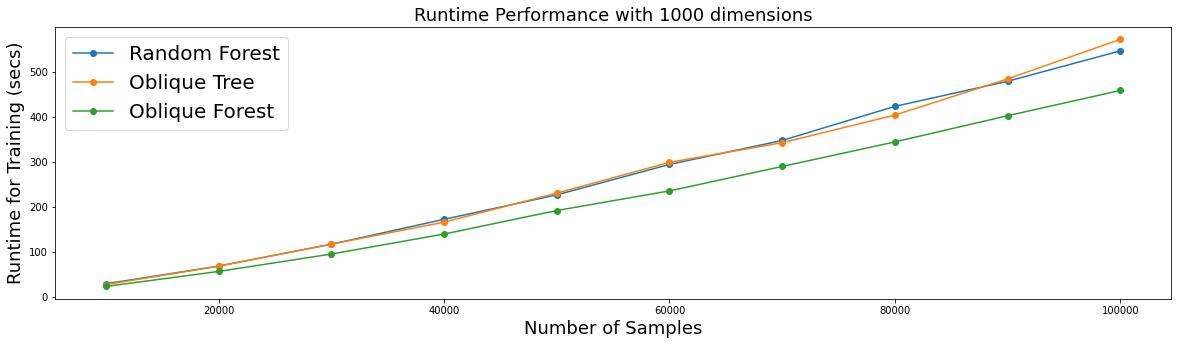 Runtime Performance with 1000 dimensions
Random Forest
Oblique Tree
Oblique Forest
Runtime for Training (secs)
500
400
300
200
100
0
20000 40000 60000 80000 100000
Number of Samples